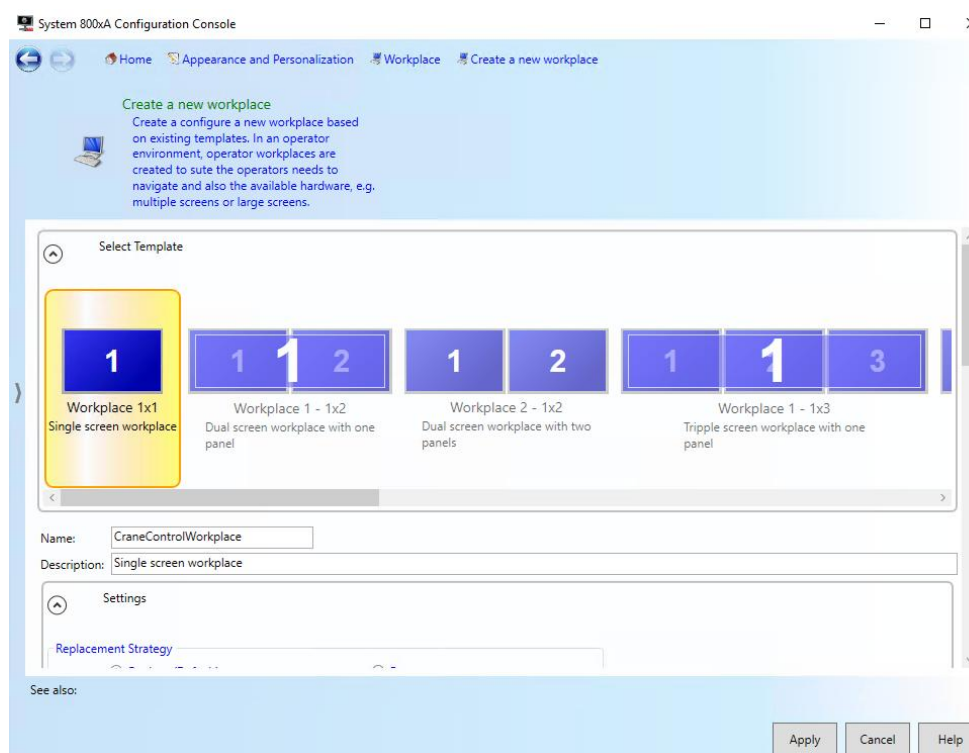 System 800xA Configuration Console
Home Appearance and Personalization Workplace Create a new workplace
Create a new workplace
Create a configure a new workplace based
on existing templates. In an operator
environment, operator workplaces are
created to sute the operators needs to
navigate and also the available hardware, e.g.
multiple screens or large screens.
Select Template
1
Workplace 1x1
Single screen workplace
1 1 2
Workplace 1 - 1x2
Dual screen workplace with one
panel
1 2
Workplace 2 - 1x2
Dual screen workplace with two
panels
1 1 3
Workplace 1 - 1x3
Tripple screen workplace with one
panel
Name: CraneControlWorkplace
Description: Single screen workplace
Settings
Replacement Strategy
See also:
Apply Cancel Help